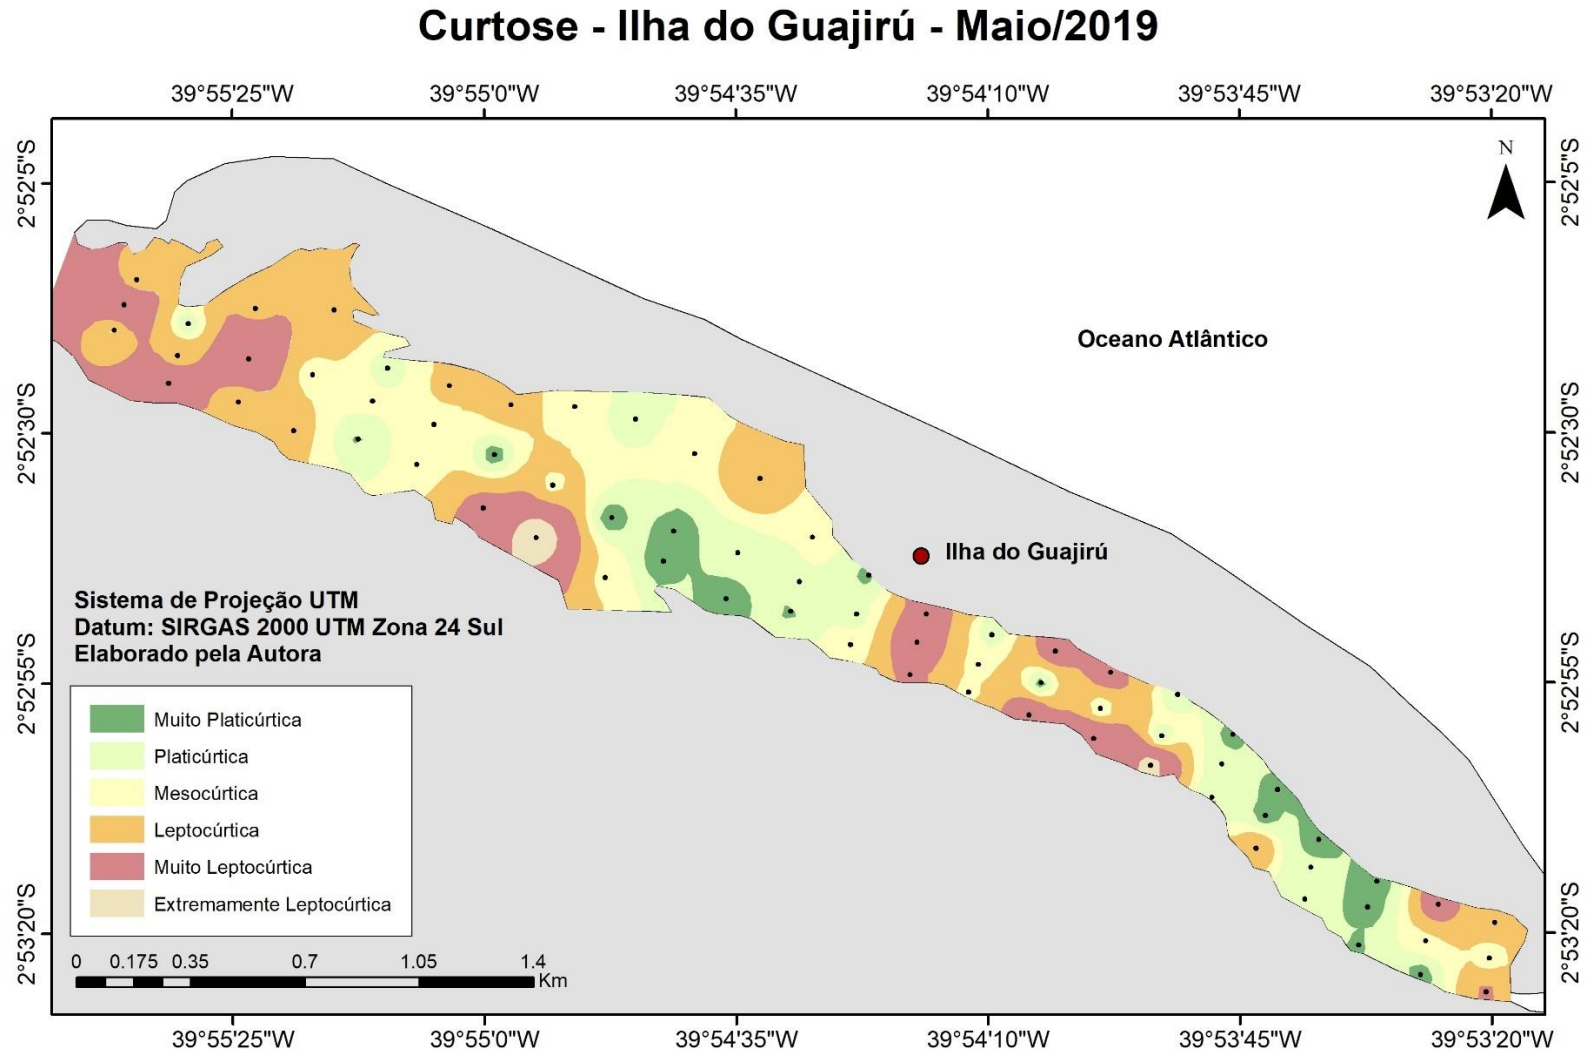 Curtose - Ilha do Guajirú - Maio/2019
39°55'25"W 39°55'0"W 39°54'35"W 39°54'10"W 39°53'45"W 39°53'20"W
2°52'5"S 2°52'5"S
N
Oceano Atlântico
2°52'30"S 2°52'30"S
Ilha do Guajirú
Sistema de Projeção UTM
Datum: SIRGAS 2000 UTM Zona 24 Sul
Elaborado pela Autora
2°52'55"S 2°52'55"S
Muito Platicúrtica
Platicúrtica
Mesocúrtica
Leptocúrtica
Muito Leptocúrtica
Extremamente Leptocúrtica
2°53'20"S 2°53'20"S
0 0.175 0.35 0.7 1.05 1.4
Km
39°55'25"W 39°55'0"W 39°54'35"W 39°54'10"W 39°53'45"W 39°53'20"W